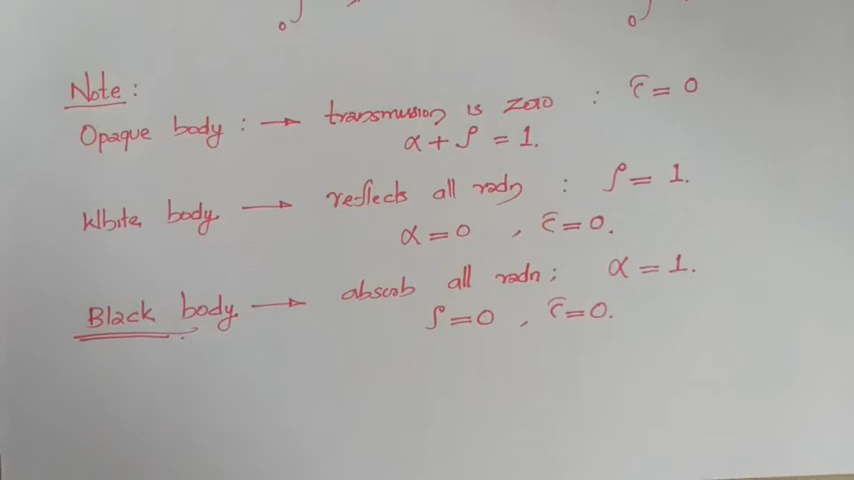 Note:
Opaque body : → transmission is zero : τ = 0
α + ρ = 1.
White body → reflects all radn : ρ = 1.
α = 0 , τ = 0.
Black body → absorb all radn; α = 1.
ρ = 0 , τ = 0.